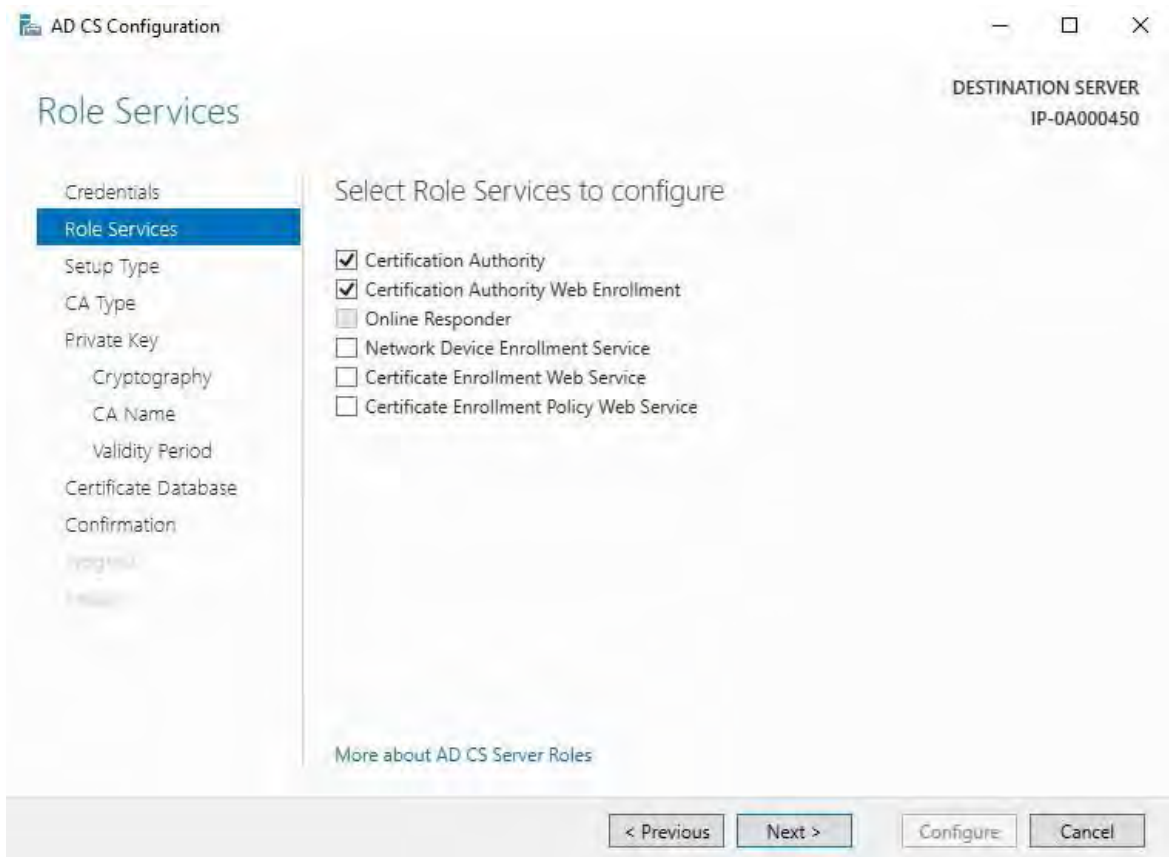 AD CS Configuration
DESTINATION SERVER
IP-0A000450
Role Services
Credentials
Role Services
Setup Type
CA Type
Private Key
Cryptography
CA Name
Validity Period
Certificate Database
Confirmation
Select Role Services to configure
Certification Authority
Certification Authority Web Enrollment
Online Responder
Network Device Enrollment Service
Certificate Enrollment Web Service
Certificate Enrollment Policy Web Service
More about AD CS Server Roles
< Previous
Next >
Configure
Cancel